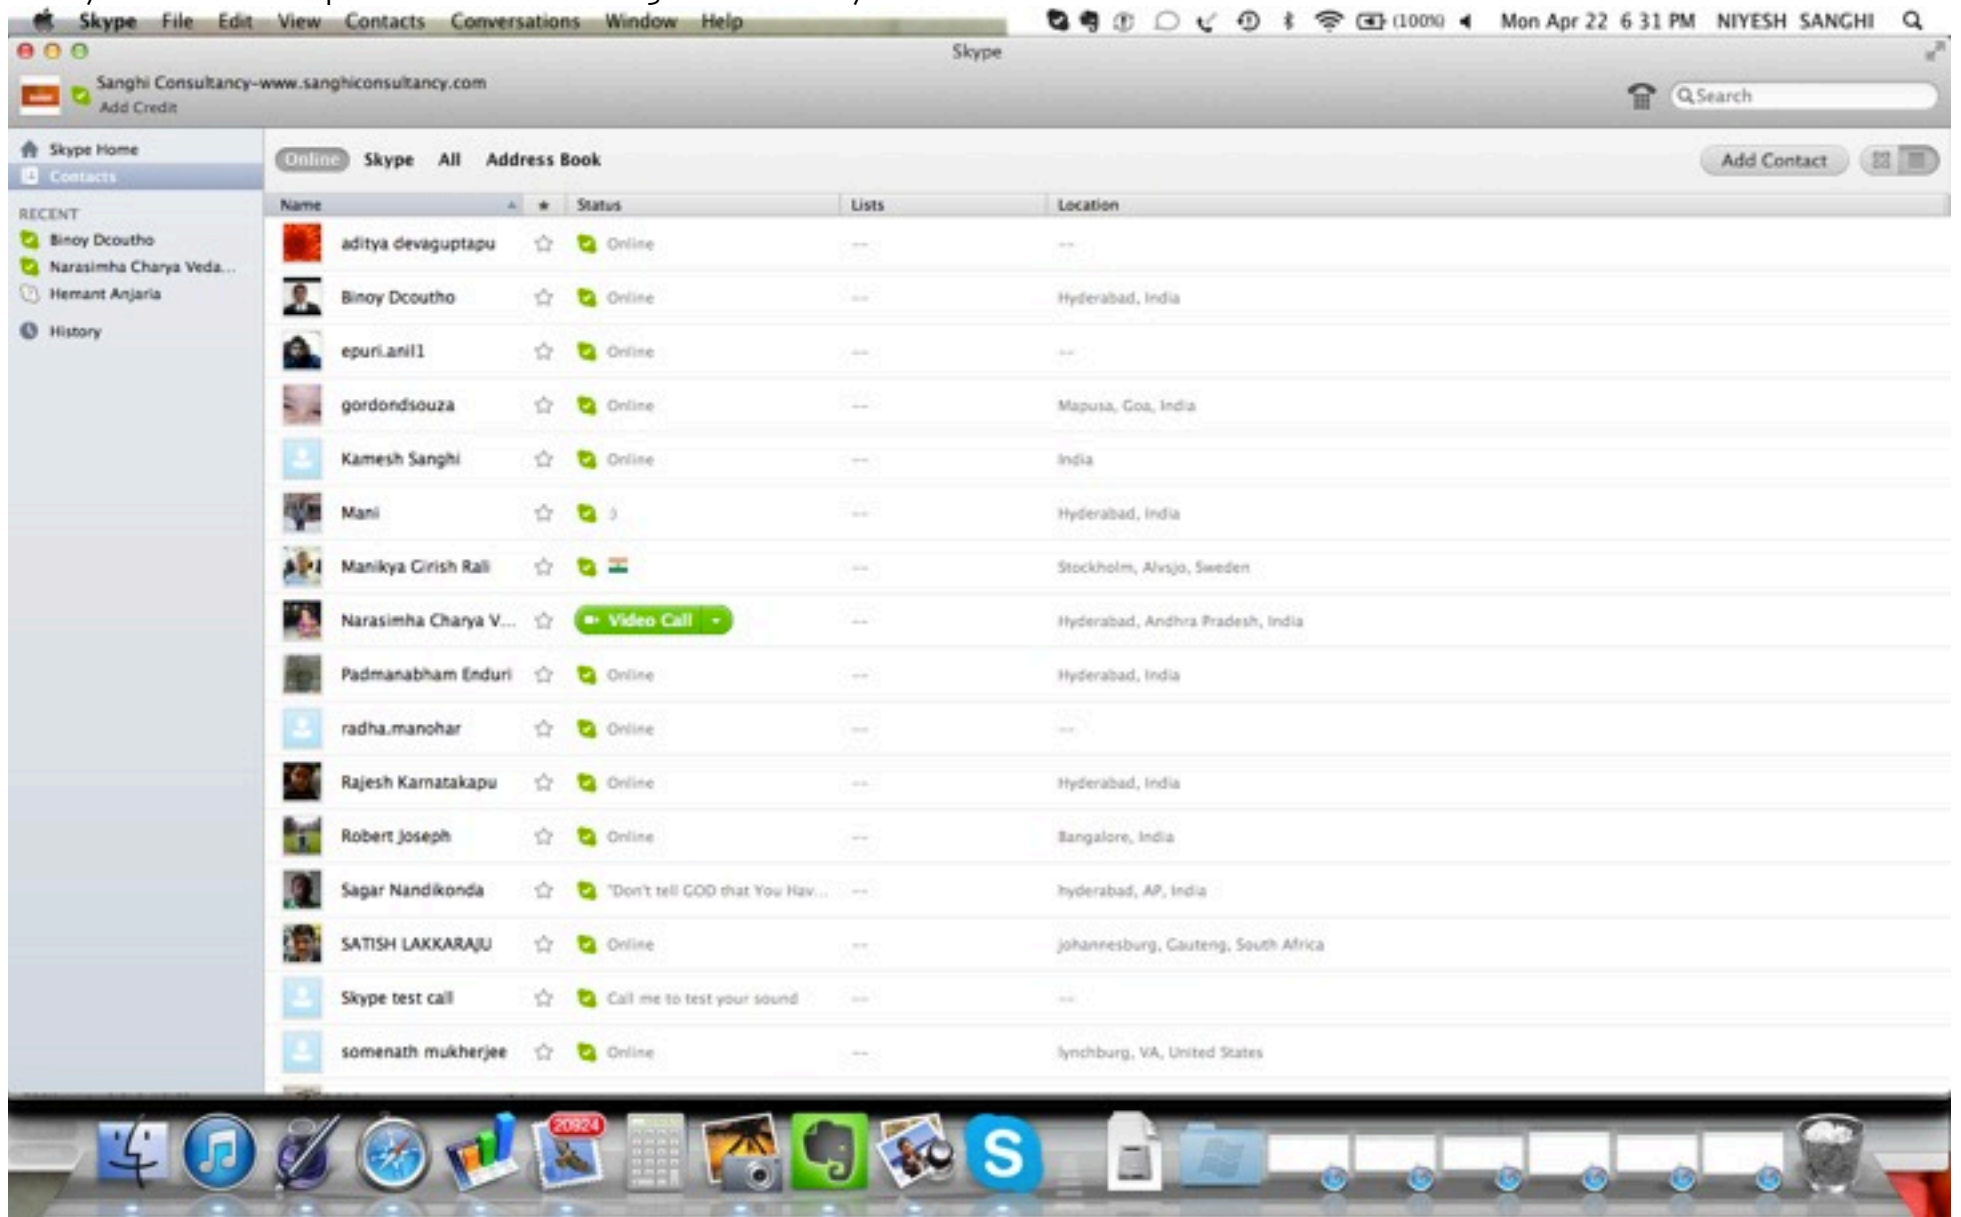 Skype File Edit View Contacts Conversations Window Help (100%) Mon Apr 22 6 31 PM NIYESH SANGHI
Skype
Sanghi Consultancy-www.sanghiconsultancy.com
Add Credit
Search
Skype Home
Contacts
RECENT
Binoy Dcoutho
Narasimha Charya Veda...
Hemant Anjaria
History
Online Skype All Address Book Add Contact
Name Status Lists Location
aditya devaguptapu Online -- --
Binoy Dcoutho Online -- Hyderabad, India
epuri.anil1 Online -- --
gordondsouza Online -- Mapusa, Goa, India
Kamesh Sanghi Online -- India
Mani :) -- Hyderabad, India
Manikya Girish Rali -- Stockholm, Alvsjo, Sweden
Narasimha Charya V... Video Call -- Hyderabad, Andhra Pradesh, India
Padmanabham Enduri Online -- Hyderabad, India
radha.manohar Online -- --
Rajesh Karnatakapu Online -- Hyderabad, India
Robert Joseph Online -- Bangalore, India
Sagar Nandikonda "Don't tell GOD that You Hav... -- hyderabad, AP, India
SATISH LAKKARAJU Online -- johannesburg, Gauteng, South Africa
Skype test call Call me to test your sound -- --
somenath mukherjee Online -- lynchburg, VA, United States
20924
S